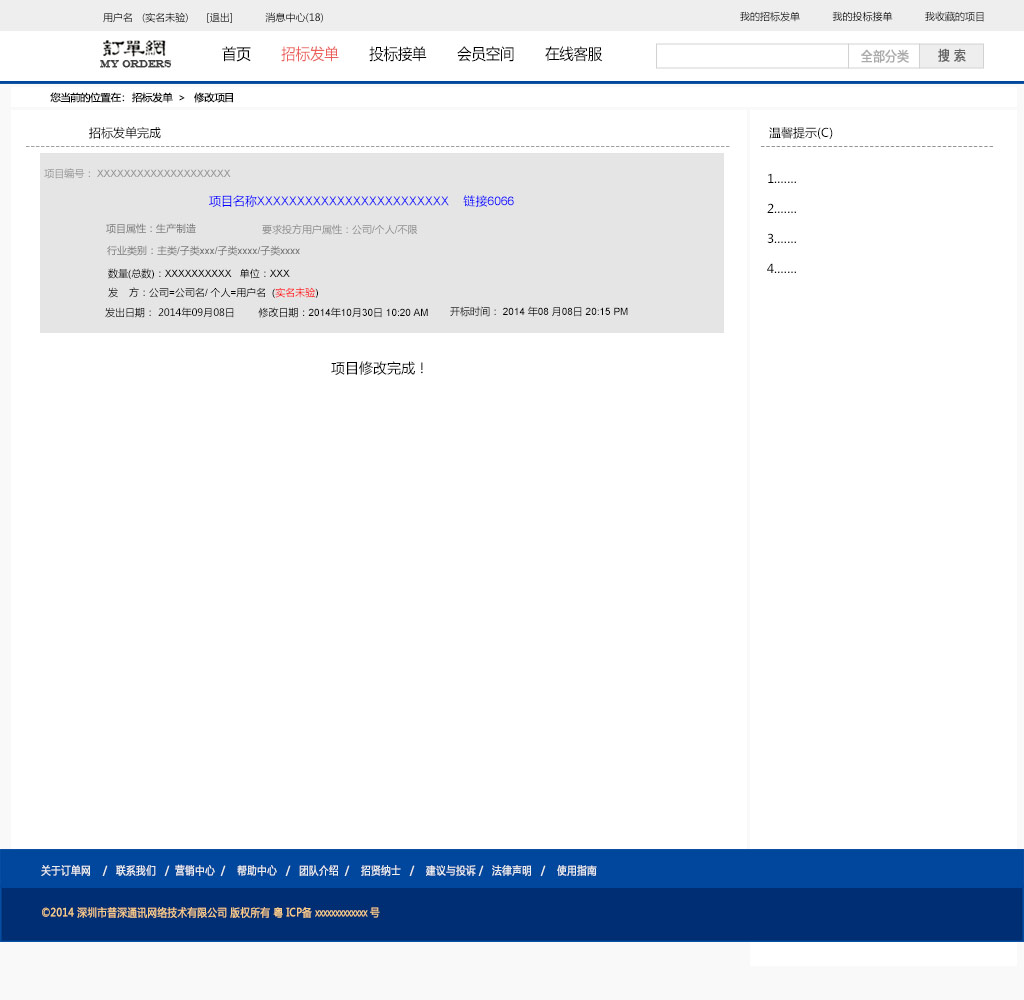 用户名 (实名未验) [退出] 消息中心(18) 我的招标发单 我的投标接单 我收藏的项目
訂單網
MY ORDERS
首页 招标发单 投标接单 会员空间 在线客服 全部分类 搜 索
您当前的位置在: 招标发单 > 修改项目
招标发单完成
项目编号： XXXXXXXXXXXXXXXXXXXX
项目名称XXXXXXXXXXXXXXXXXXXXXXXX 链接6066
项目属性：生产制造 要求投方用户属性：公司/个人/不限
行业类别：主类/子类xxx/子类xxxx/子类xxxx
数量(总数)：XXXXXXXXXX 单位：XXX
发 方：公司=公司名/ 个人=用户名 (实名未验)
发出日期： 2014年09月08日 修改日期：2014年10月30日 10:20 AM 开标时间： 2014 年08 月08日 20:15 PM
项目修改完成！
温馨提示(C)
1.......
2.......
3.......
4.......
关于订单网 / 联系我们 / 营销中心 / 帮助中心 / 团队介绍 / 招贤纳士 / 建议与投诉 / 法律声明 / 使用指南
©2014 深圳市普深通讯网络技术有限公司 版权所有 粤 ICP备 xxxxxxxxxxxx 号